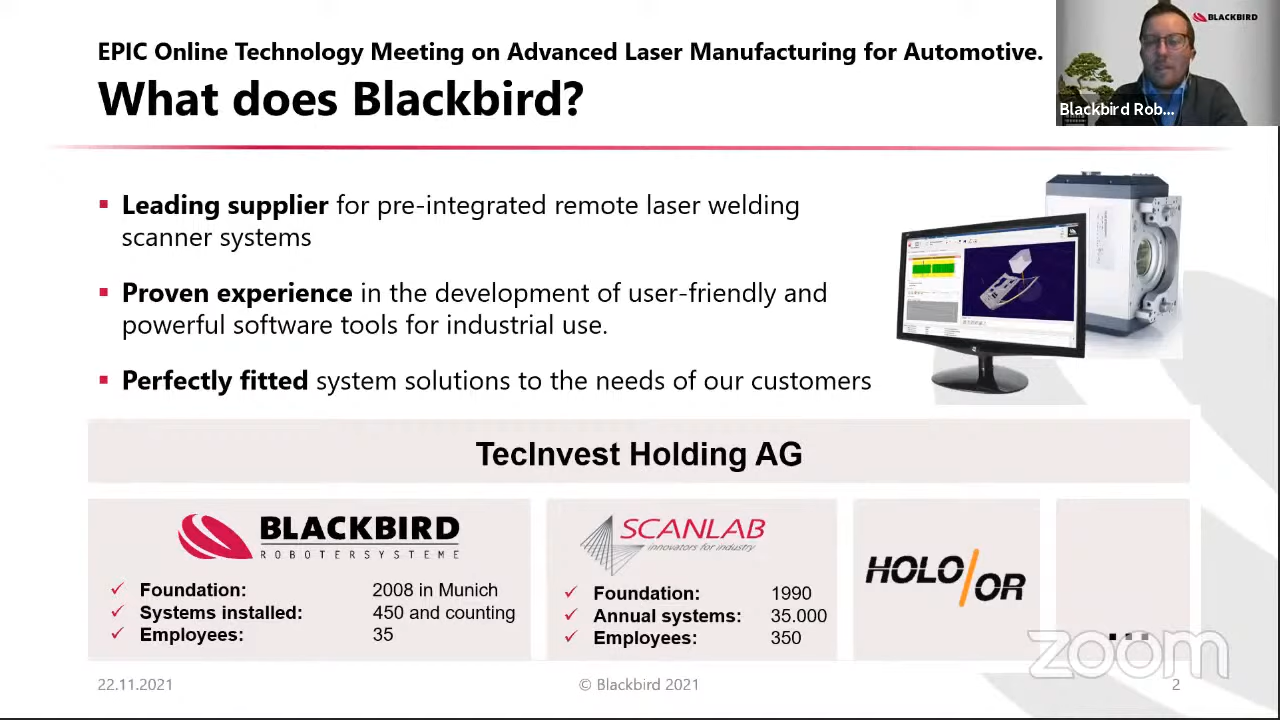 EPIC Online Technology Meeting on Advanced Laser Manufacturing for Automotive.
What does Blackbird?
BLACKBIRD
Blackbird Rob...
Leading supplier for pre-integrated remote laser welding
scanner systems
Proven experience in the development of user-friendly and
powerful software tools for industrial use.
Perfectly fitted system solutions to the needs of our customers
TecInvest Holding AG
BLACKBIRD
ROBOTERSYSTEME
Foundation: 2008 in Munich
Systems installed: 450 and counting
Employees: 35
SCANLAB
innovators for industry
Foundation: 1990
Annual systems: 35.000
Employees: 350
HOLO/OR
...
zoom
22.11.2021
© Blackbird 2021
2